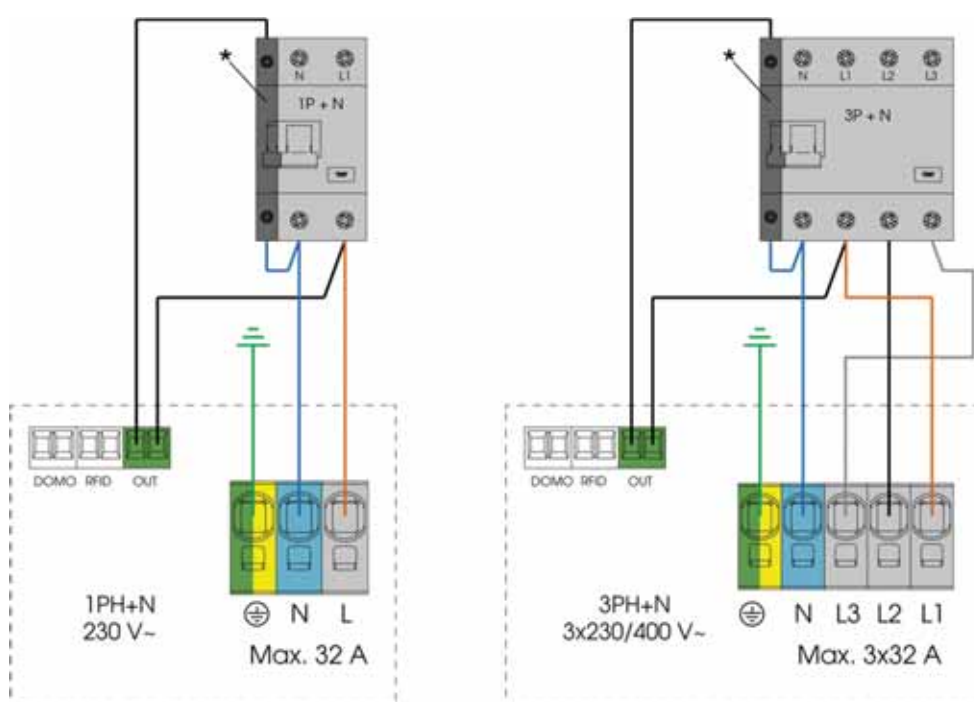 *
N L1
1P + N
DOMO RFID OUT
1PH+N
230 V~
N L
Max. 32 A
*
N L1 L2 L3
3P + N
DOMO RFID OUT
3PH+N
3x230/400 V~
N L3 L2 L1
Max. 3x32 A